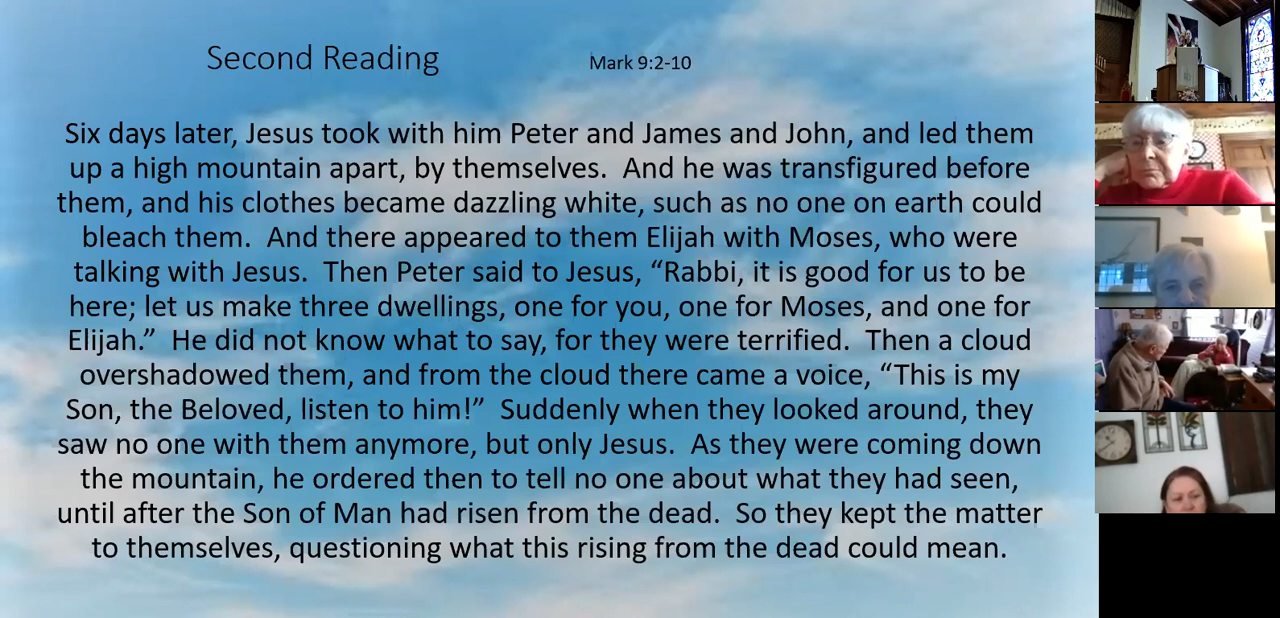 Second Reading
Mark 9:2-10
Six days later, Jesus took with him Peter and James and John, and led them
up a high mountain apart, by themselves.  And he was transfigured before
them, and his clothes became dazzling white, such as no one on earth could
bleach them.  And there appeared to them Elijah with Moses, who were
talking with Jesus.  Then Peter said to Jesus, “Rabbi, it is good for us to be
here; let us make three dwellings, one for you, one for Moses, and one for
Elijah.”  He did not know what to say, for they were terrified.  Then a cloud
overshadowed them, and from the cloud there came a voice, “This is my
Son, the Beloved, listen to him!”  Suddenly when they looked around, they
saw no one with them anymore, but only Jesus.  As they were coming down
the mountain, he ordered then to tell no one about what they had seen,
until after the Son of Man had risen from the dead.  So they kept the matter
to themselves, questioning what this rising from the dead could mean.